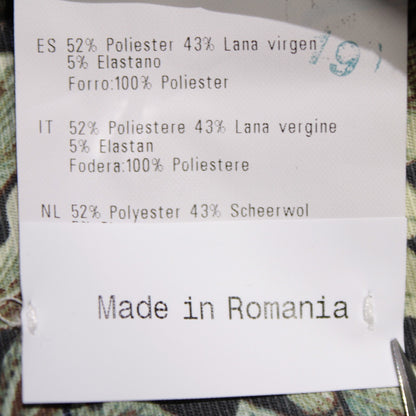 ES 52% Poliester 43% Lana virgen
5% Elastano
Forro:100% Poliester
IT 52% Poliestere 43% Lana vergine
5% Elastan
Fodera:100% Poliestere
NL 52% Polyester 43% Scheerwol
Made in Romania